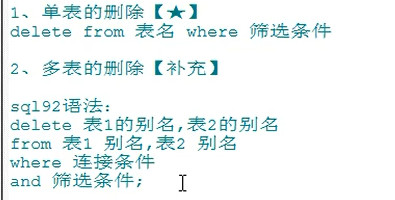 1、单表的删除【★】
delete from 表名 where 筛选条件
2、多表的删除【补充】
sql92语法：
delete 表1的别名,表2的别名
from 表1 别名,表2 别名
where 连接条件
and 筛选条件;